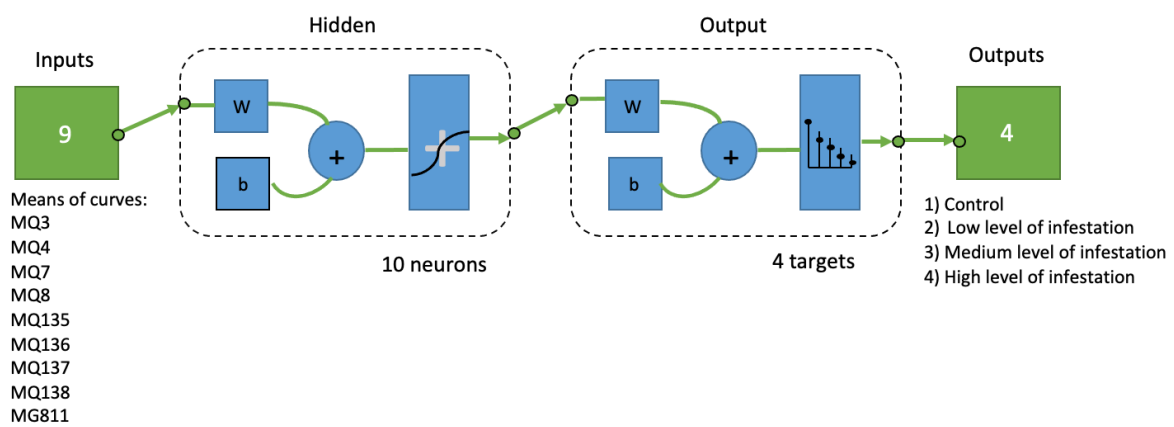 Hidden
Output
Inputs
Outputs
9
W
b
+
W
b
+
4
Means of curves:
MQ3
MQ4
MQ7
MQ8
MQ135
MQ136
MQ137
MQ138
MG811
10 neurons
4 targets
1) Control
2) Low level of infestation
3) Medium level of infestation
4) High level of infestation